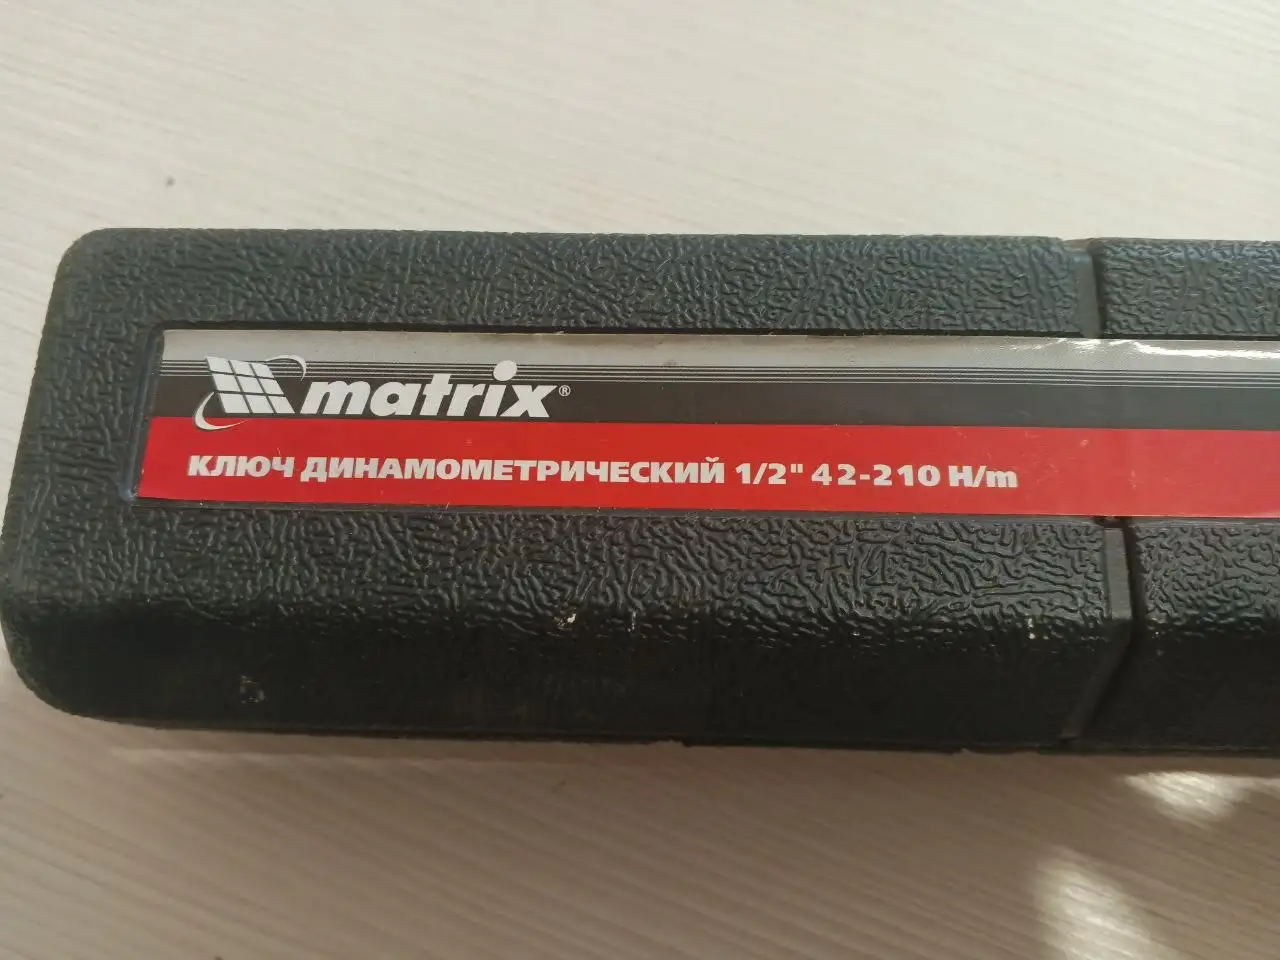 matrix®
КЛЮЧ ДИНАМОМЕТРИЧЕСКИЙ 1/2" 42-210 Н/m